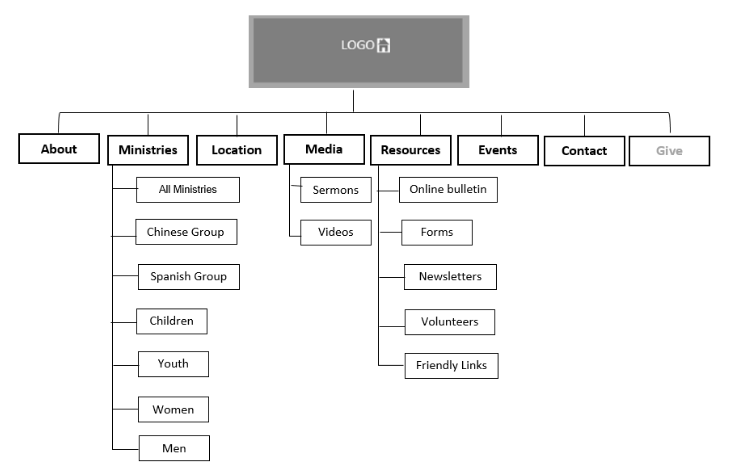 LOGO
About
Ministries
Location
Media
Resources
Events
Contact
Give
All Ministries
Chinese Group
Spanish Group
Children
Youth
Women
Men
Sermons
Videos
Online bulletin
Forms
Newsletters
Volunteers
Friendly Links